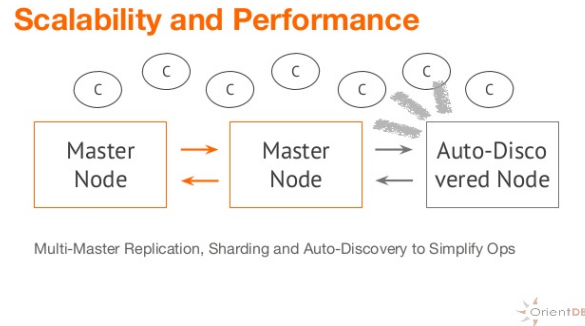 Scalability and Performance
C C C C C C C
Master
Node
Master
Node
Auto-Disco
vered Node
Multi-Master Replication, Sharding and Auto-Discovery to Simplify Ops
OrientDB